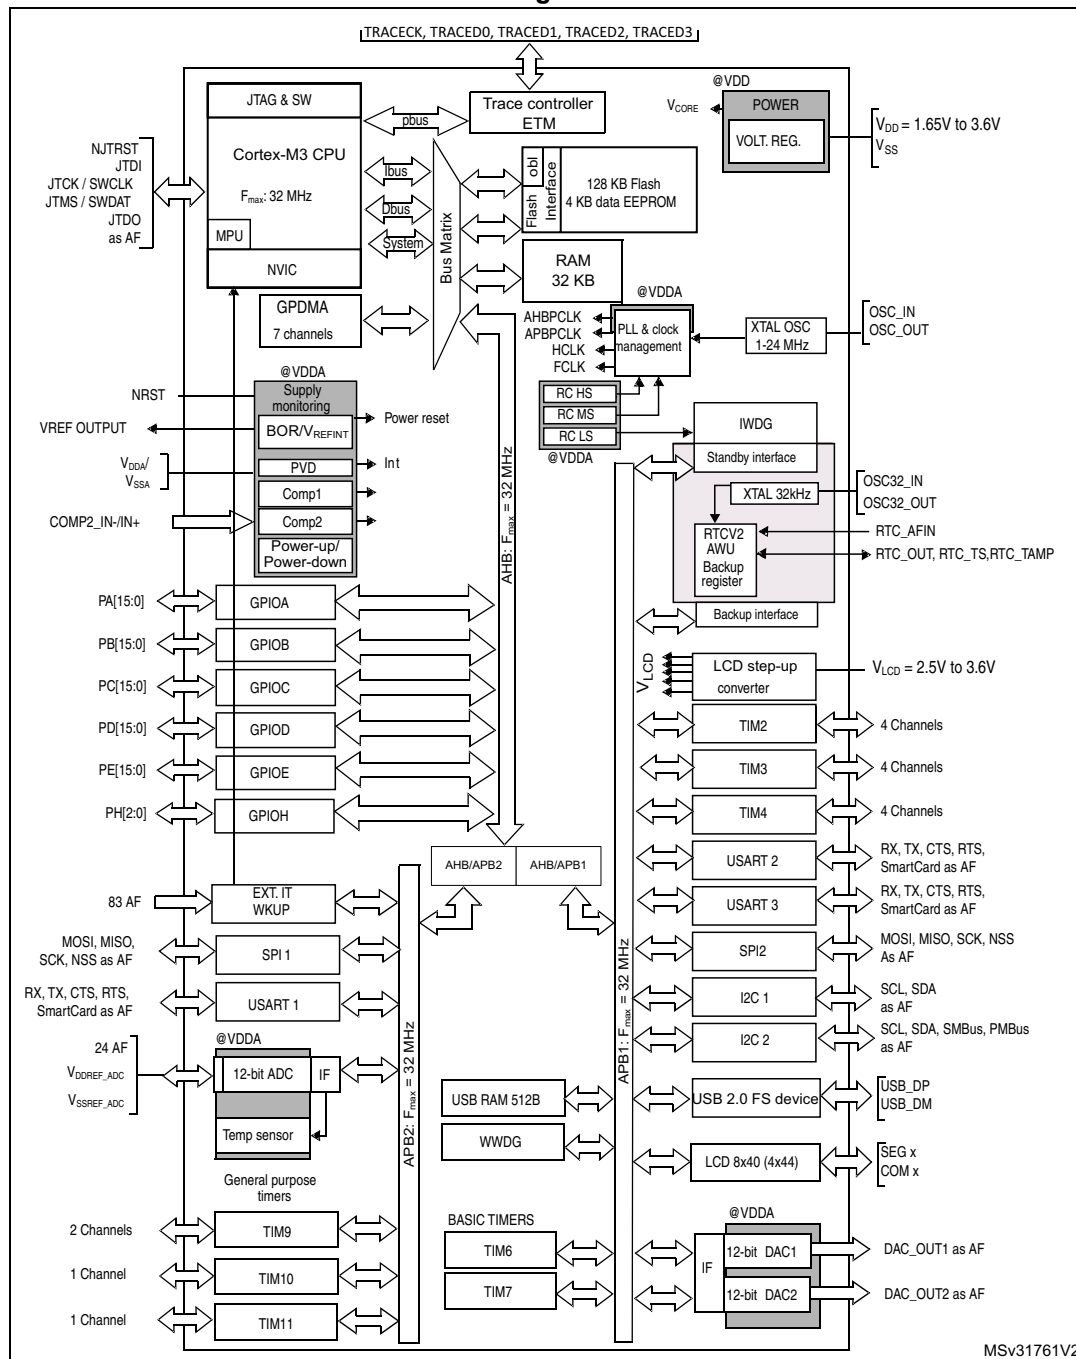 TRACECK, TRACED0, TRACED1, TRACED2, TRACED3
JTAG & SW
pbus
Trace controller
ETM
@VDD
POWER
VCORE
VOLT. REG.
VDD = 1.65V to 3.6V
VSS
NJTRST
JTDI
JTCK / SWCLK
JTMS / SWDAT
JTDO
as AF
Cortex-M3 CPU
Fmax: 32 MHz
MPU
NVIC
Ibus
Dbus
System
Bus Matrix
Flash
obl
Interface
128 KB Flash
4 KB data EEPROM
RAM
32 KB
GPDMA
7 channels
@VDDA
AHBPCLK
APBPCLK
HCLK
FCLK
PLL & clock
management
XTAL OSC
1-24 MHz
OSC_IN
OSC_OUT
RC HS
RC MS
RC LS
@VDDA
@VDDA
Supply
monitoring
NRST
VREF OUTPUT
BOR/VREFINT
Power reset
VDDA/
VSSA
PVD
Int
Comp1
COMP2_IN-/IN+
Comp2
Power-up/
Power-down
IWDG
Standby interface
XTAL 32kHz
OSC32_IN
OSC32_OUT
RTCV2
AWU
Backup
register
RTC_AFIN
RTC_OUT, RTC_TS,RTC_TAMP
Backup interface
AHB: Fmax = 32 MHz
PA[15:0]
GPIOA
PB[15:0]
GPIOB
PC[15:0]
GPIOC
PD[15:0]
GPIOD
PE[15:0]
GPIOE
PH[2:0]
GPIOH
VLCD
LCD step-up
converter
VLCD = 2.5V to 3.6V
TIM2
4 Channels
TIM3
4 Channels
TIM4
4 Channels
AHB/APB2
AHB/APB1
USART 2
RX, TX, CTS, RTS,
SmartCard as AF
USART 3
RX, TX, CTS, RTS,
SmartCard as AF
83 AF
EXT. IT
WKUP
MOSI, MISO,
SCK, NSS as AF
SPI 1
SPI2
MOSI, MISO, SCK, NSS
As AF
RX, TX, CTS, RTS,
SmartCard as AF
USART 1
I2C 1
SCL, SDA
as AF
I2C 2
SCL, SDA, SMBus, PMBus
as AF
APB2: Fmax = 32 MHz
APB1: Fmax = 32 MHz
@VDDA
24 AF
VDDREF_ADC
VSSREF_ADC
12-bit ADC
IF
Temp sensor
USB RAM 512B
USB 2.0 FS device
USB_DP
USB_DM
WWDG
LCD 8x40 (4x44)
SEG x
COM x
General purpose
timers
2 Channels
TIM9
1 Channel
TIM10
1 Channel
TIM11
BASIC TIMERS
TIM6
TIM7
@VDDA
IF
12-bit DAC1
DAC_OUT1 as AF
12-bit DAC2
DAC_OUT2 as AF
MSv31761V2